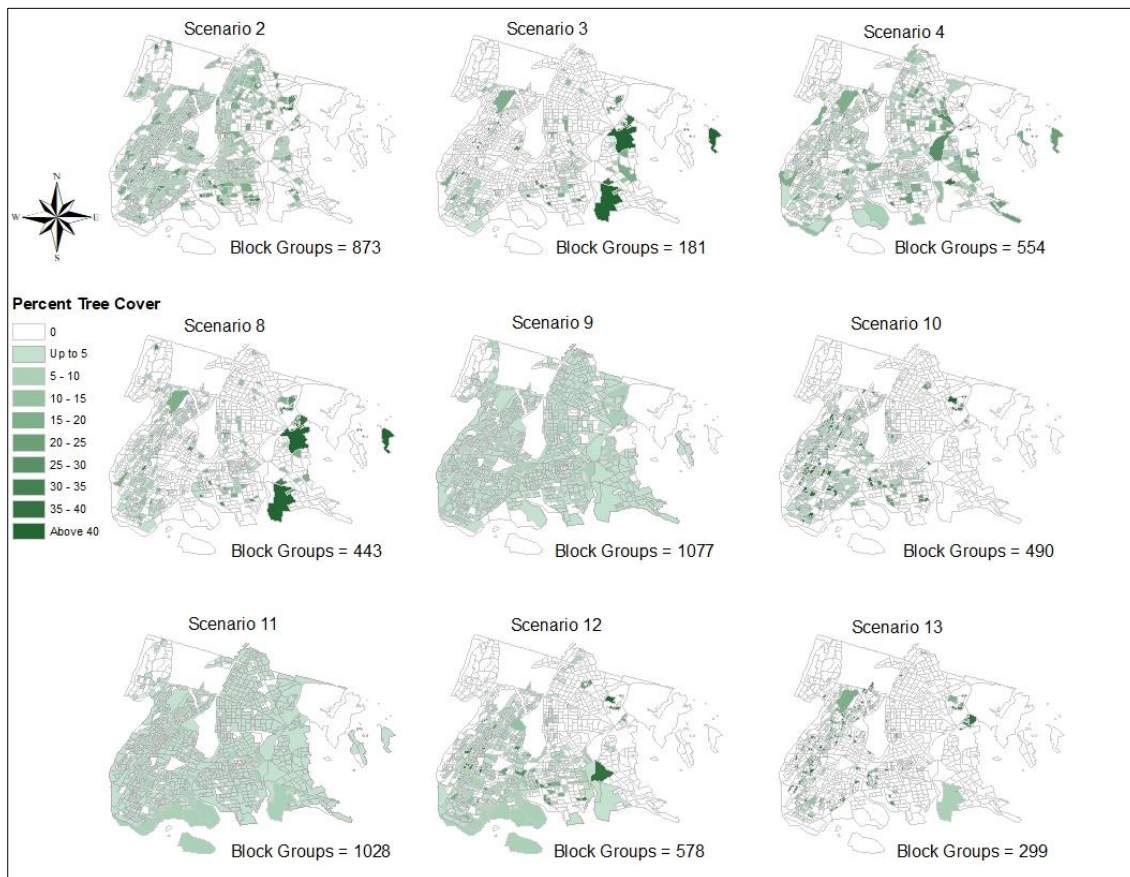 Scenario 2
Scenario 3
Scenario 4
N
W
E
S
Block Groups = 873
Block Groups = 181
Block Groups = 554
Percent Tree Cover
0
Up to 5
5 - 10
10 - 15
15 - 20
20 - 25
25 - 30
30 - 35
35 - 40
Above 40
Scenario 8
Scenario 9
Scenario 10
Block Groups = 443
Block Groups = 1077
Block Groups = 490
Scenario 11
Scenario 12
Scenario 13
Block Groups = 1028
Block Groups = 578
Block Groups = 299